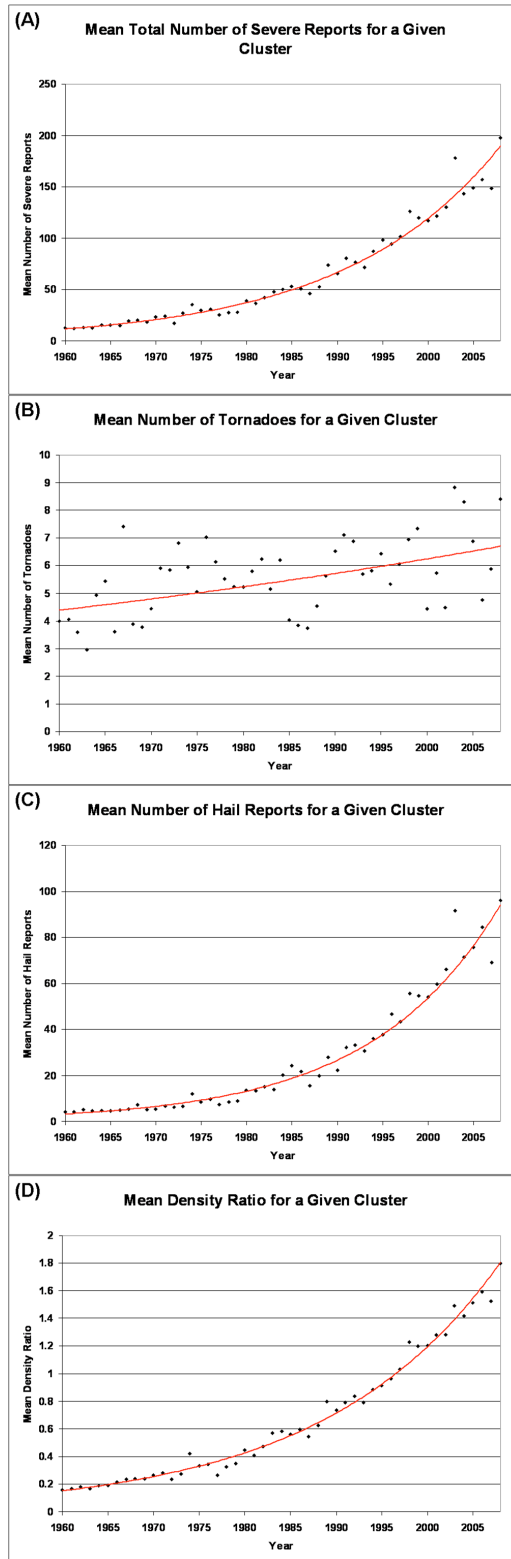 (A)
Mean Total Number of Severe Reports for a Given
Cluster
250
200
150
100
50
0
Mean Number of Severe Reports
1960 1965 1970 1975 1980 1985 1990 1995 2000 2005
Year
(B)
Mean Number of Tornadoes for a Given Cluster
10
9
8
7
6
5
4
3
2
1
0
Mean Number of Tornadoes
1960 1965 1970 1975 1980 1985 1990 1995 2000 2005
Year
(C)
Mean Number of Hail Reports for a Given Cluster
120
100
80
60
40
20
0
Mean Number of Hail Reports
1960 1965 1970 1975 1980 1985 1990 1995 2000 2005
Year
(D)
Mean Density Ratio for a Given Cluster
2
1.8
1.6
1.4
1.2
1
0.8
0.6
0.4
0.2
0
Mean Density Ratio
1960 1965 1970 1975 1980 1985 1990 1995 2000 2005
Year